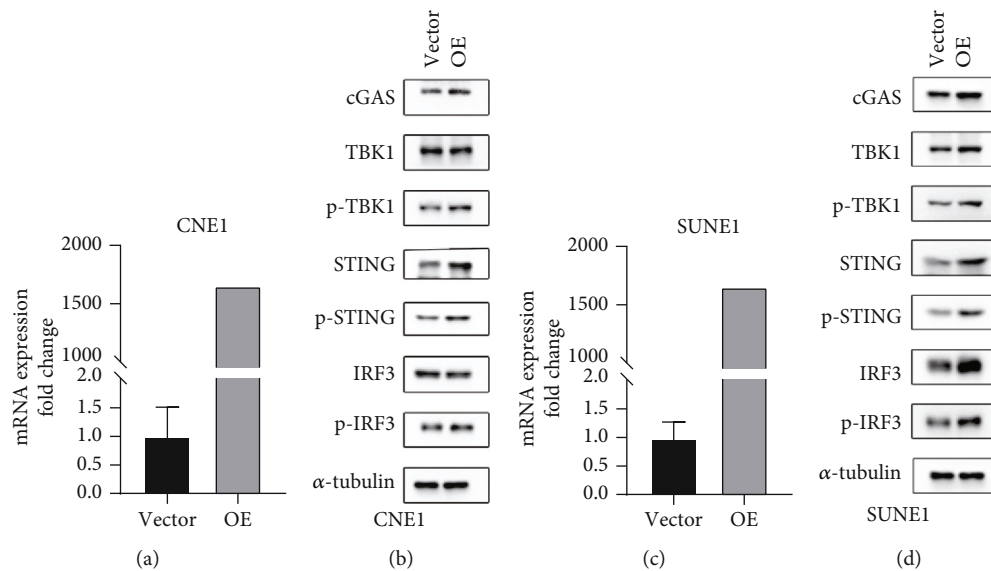 CNE1
mRNA expression
fold change
2000
1500
1000
2.0
1.5
1.0
0.5
0.0
Vector OE
(a)
Vector
OE
cGAS
TBK1
p-TBK1
STING
p-STING
IRF3
p-IRF3
α-tubulin
CNE1
(b)
SUNE1
mRNA expression
fold change
2000
1500
1000
2.0
1.5
1.0
0.5
0.0
Vector OE
(c)
Vector
OE
cGAS
TBK1
p-TBK1
STING
p-STING
IRF3
p-IRF3
α-tubulin
SUNE1
(d)